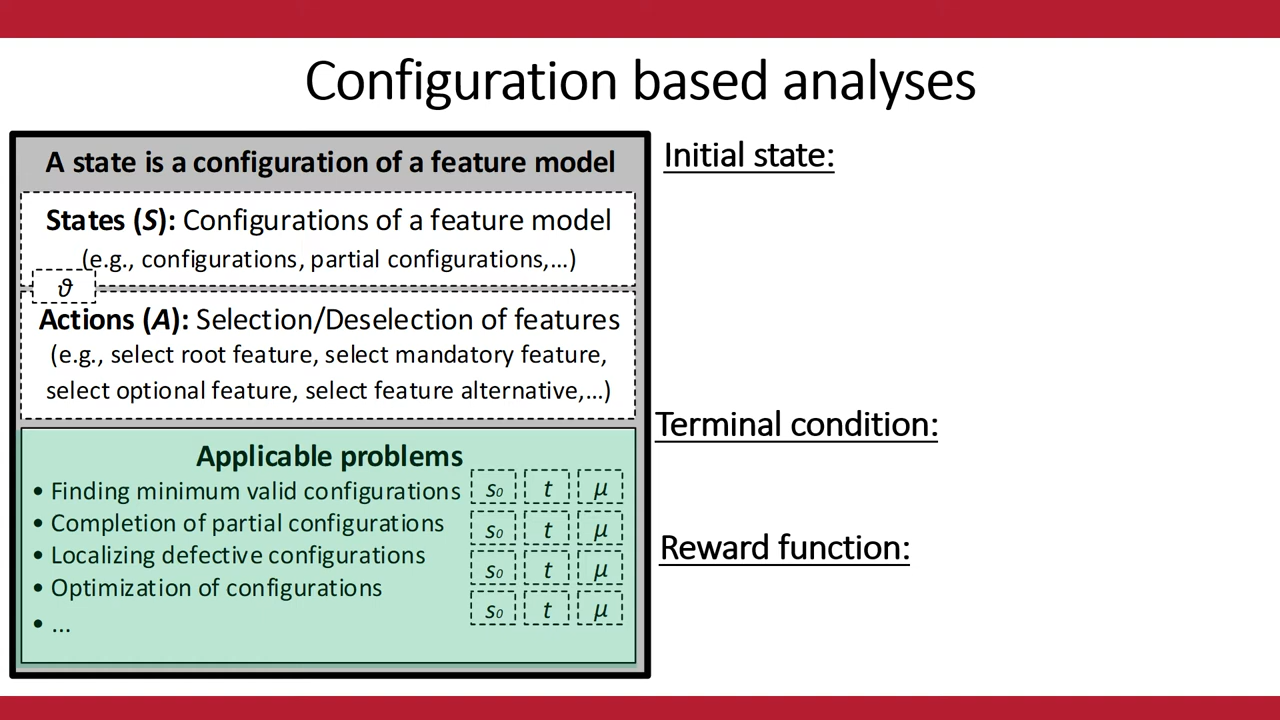 Configuration based analyses
A state is a configuration of a feature model
States (S): Configurations of a feature model
(e.g., configurations, partial configurations,...)
ϑ
Actions (A): Selection/Deselection of features
(e.g., select root feature, select mandatory feature,
select optional feature, select feature alternative,...)
Applicable problems
• Finding minimum valid configurations s₀ t μ
• Completion of partial configurations s₀ t μ
• Localizing defective configurations s₀ t μ
• Optimization of configurations s₀ t μ
• ...
Initial state:
Terminal condition:
Reward function: